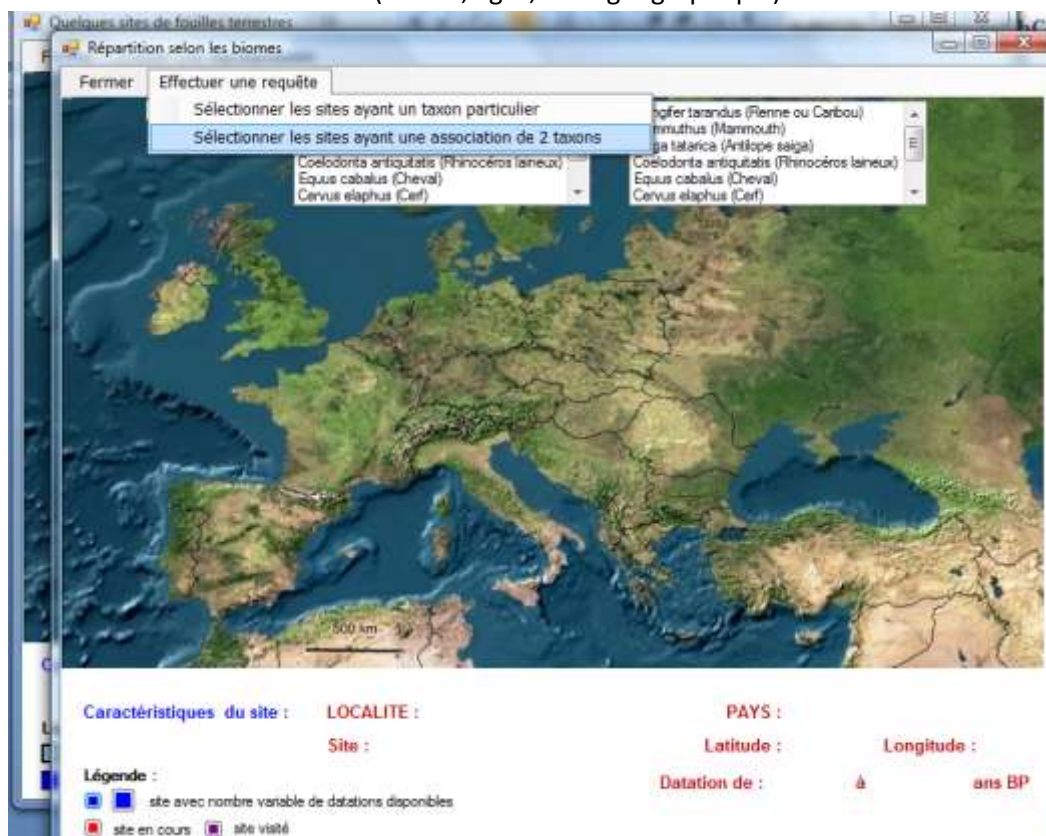 Quelques sites de fouilles terrestres
Répartition selon les biomes
Fermer Effectuer une requête
Sélectionner les sites ayant un taxon particulier
Sélectionner les sites ayant une association de 2 taxons
ngifer tarandus (Renne ou Caribou)
mmuthus (Mammouth)
ga tatarica (Antilope saiga)
Coelodonta antiquitatis (Rhinocéros laineux)
Equus cabalus (Cheval)
Cervus elaphus (Cerf)
Coelodonta antiquitatis (Rhinocéros laineux)
Equus cabalus (Cheval)
Cervus elaphus (Cerf)
500 km
Caractéristiques du site : LOCALITE : PAYS :
Site : Latitude : Longitude :
Légende :
Datation de : à ans BP
site avec nombre variable de datations disponibles
site en cours site visité